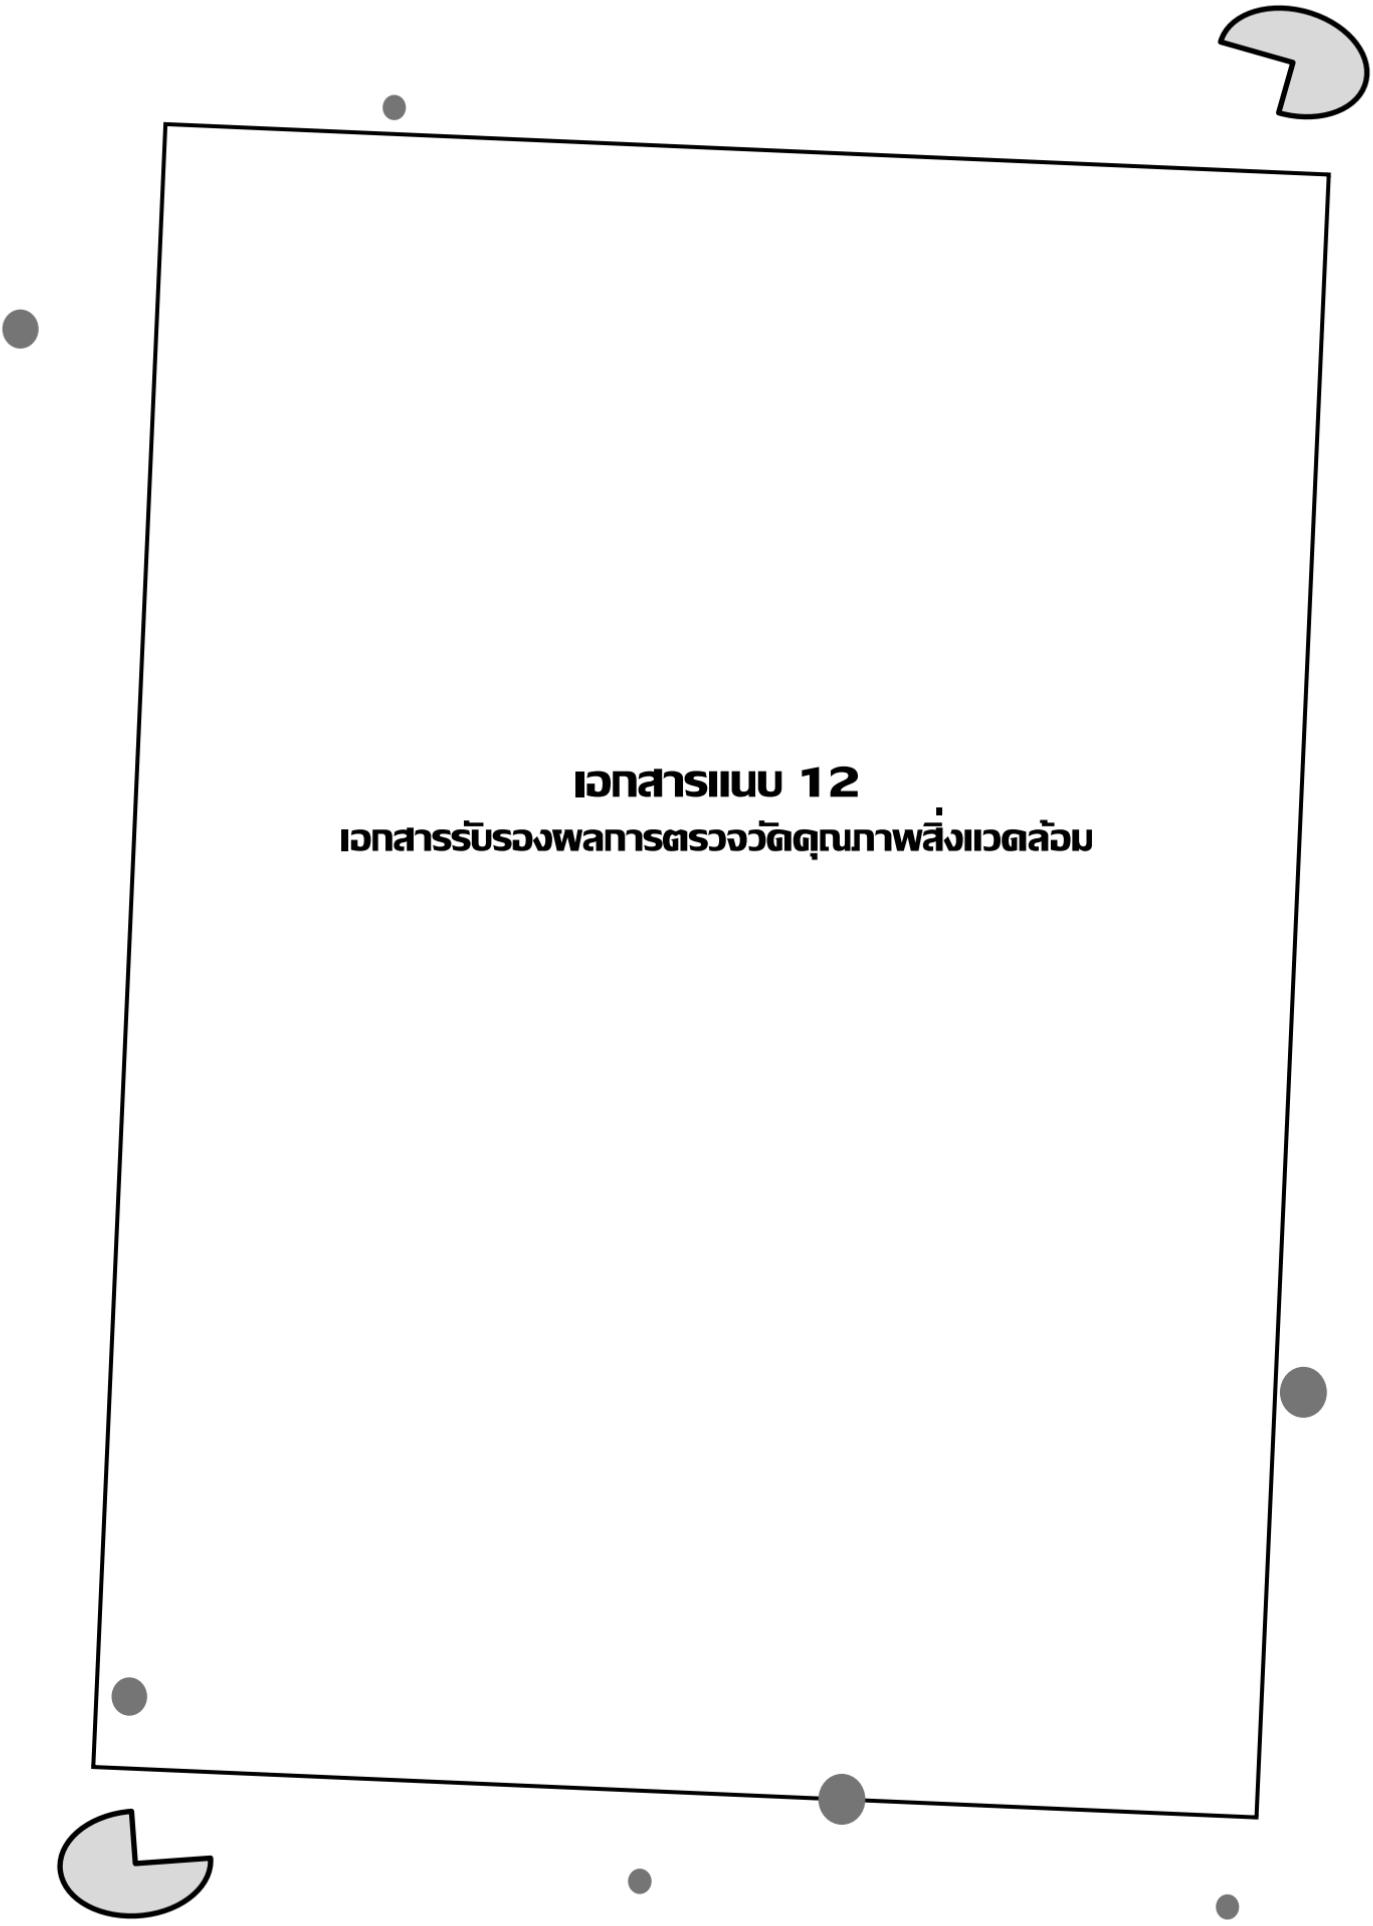 เอกสารแนบ 12
เอกสารรับรองผลการตรวจวัดคุณภาพสิ่งแวดล้อม